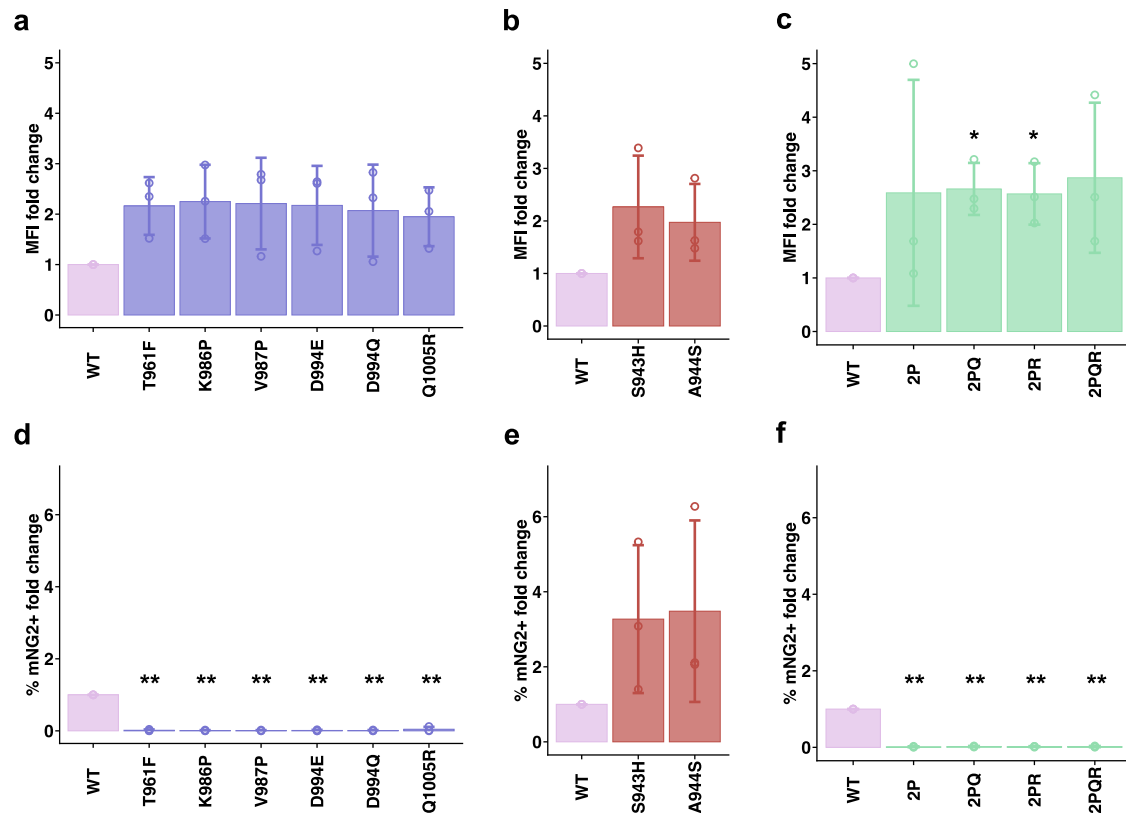 a
MFI fold change
5
4
3
2
1
0
WT
T961F
K986P
V987P
D994E
D994Q
Q1005R
b
MFI fold change
5
4
3
2
1
0
WT
S943H
A944S
c
MFI fold change
5
4
3
2
1
0
*
*
WT
2P
2PQ
2PR
2PQR
d
% mNG2+ fold change
6
4
2
0
**
**
**
**
**
**
WT
T961F
K986P
V987P
D994E
D994Q
Q1005R
e
% mNG2+ fold change
6
4
2
0
WT
S943H
A944S
f
% mNG2+ fold change
6
4
2
0
**
**
**
**
WT
2P
2PQ
2PR
2PQR